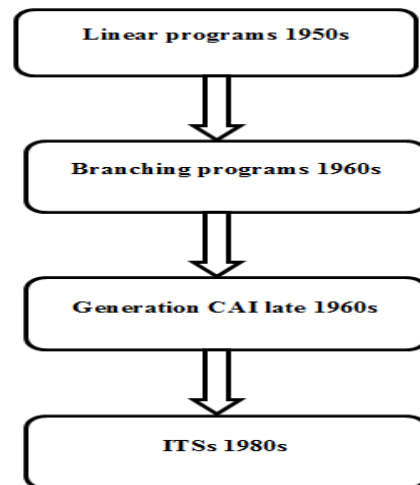 Linear programs 1950s
Branching programs 1960s
Generation CAI late 1960s
ITSs 1980s